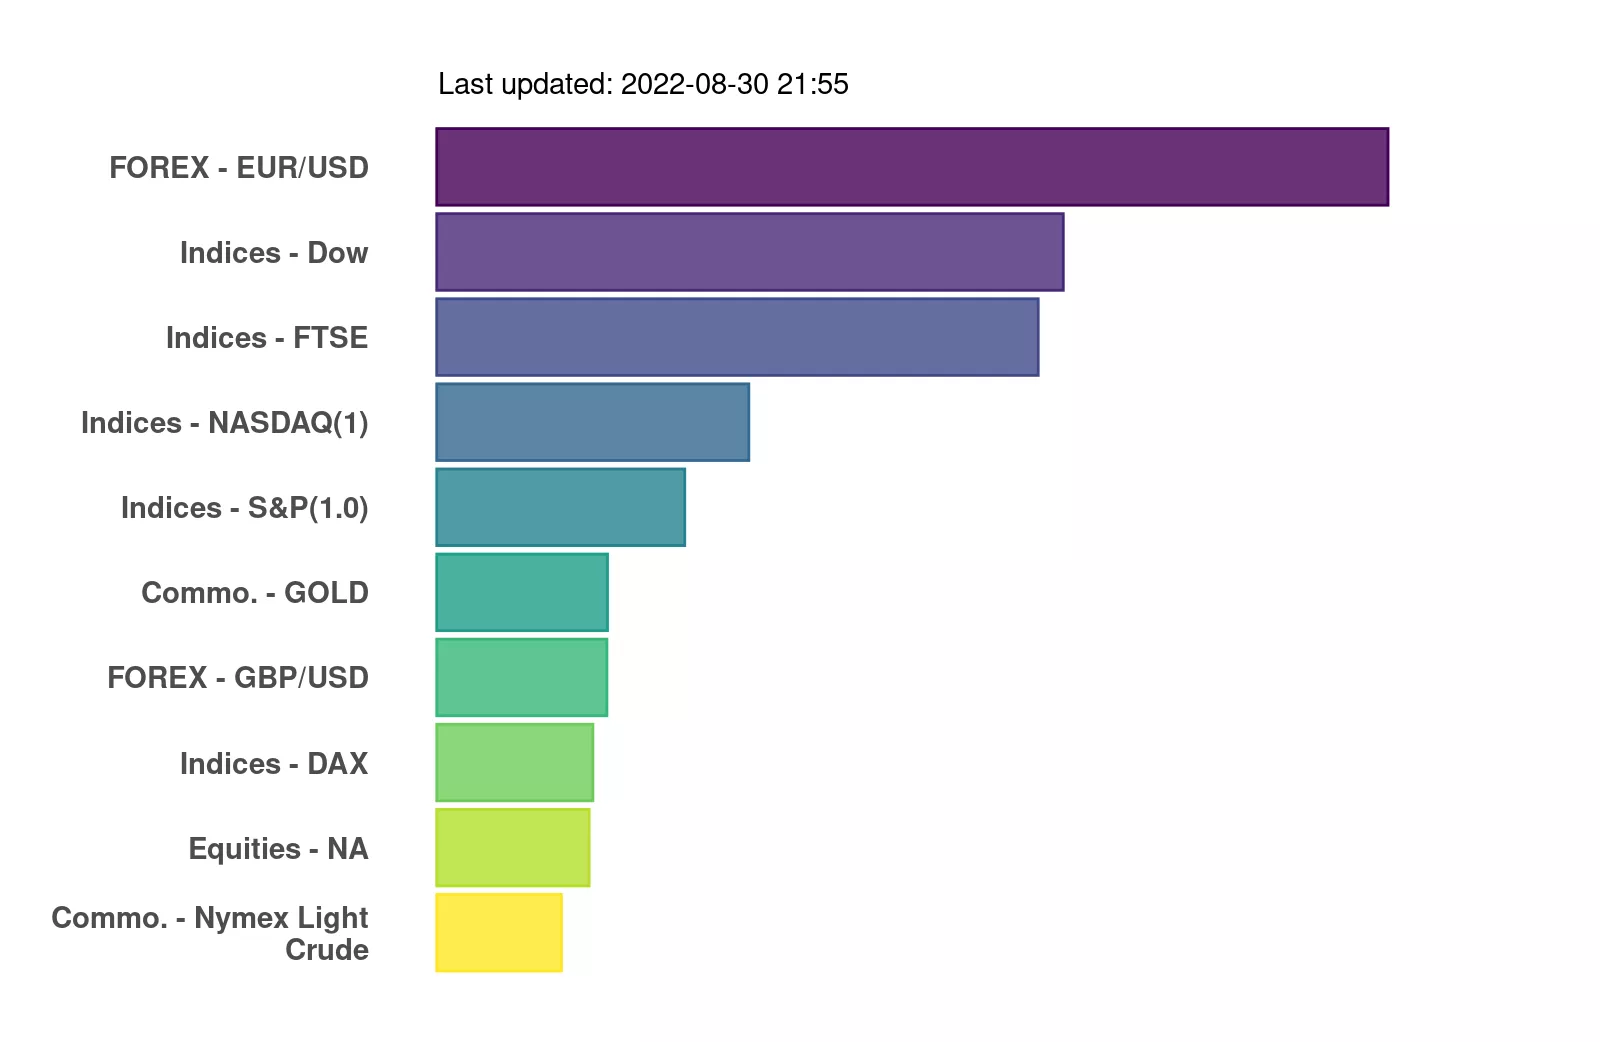 Last updated: 2022-08-30 21:55
FOREX - EUR/USD
Indices - Dow
Indices - FTSE
Indices - NASDAQ(1)
Indices - S&P(1.0)
Commo. - GOLD
FOREX - GBP/USD
Indices - DAX
Equities - NA
Commo. - Nymex Light
Crude